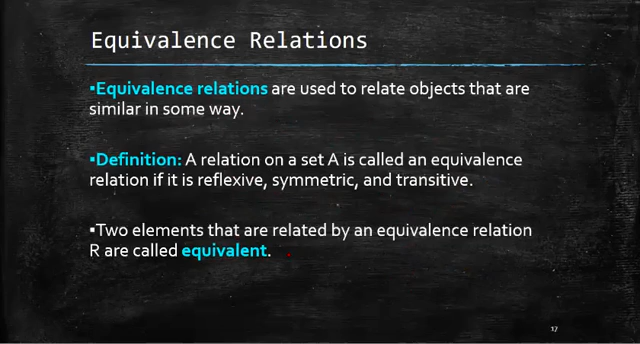 Equivalence Relations
▪Equivalence relations are used to relate objects that are
similar in some way.
▪Definition: A relation on a set A is called an equivalence
relation if it is reflexive, symmetric, and transitive.
▪Two elements that are related by an equivalence relation
R are called equivalent.
17